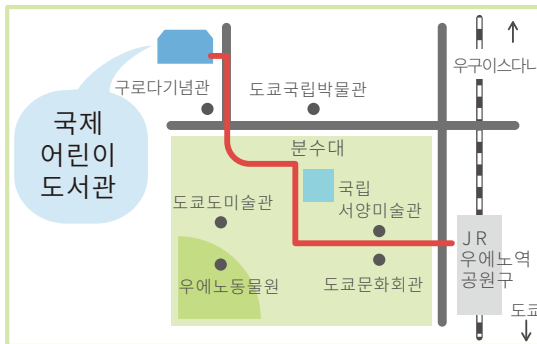 우구이스다니
구로다기념관
도쿄국립박물관
국제
어린이
도서관
분수대
국립
서양미술관
도쿄도미술관
우에노동물원
도쿄문화회관
JR
우에노역
공원구
도쿄